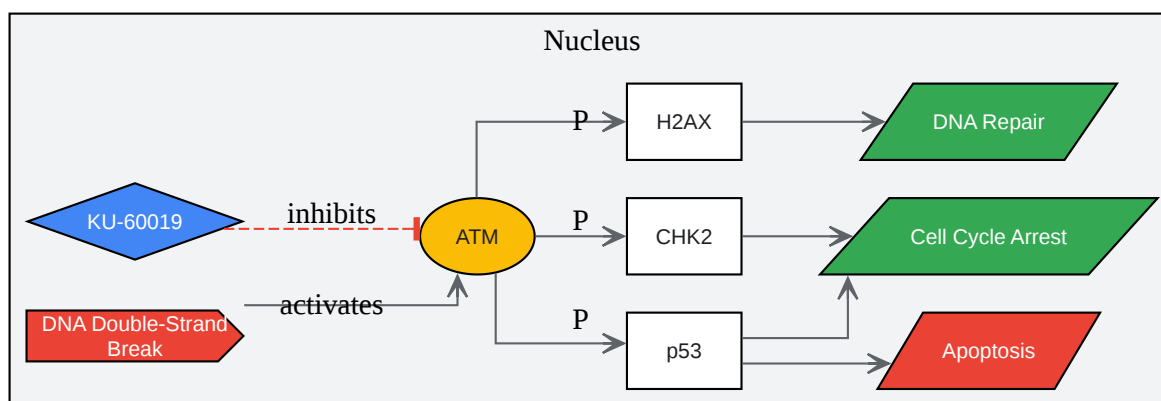 Nucleus
P
H2AX
DNA Repair
KU-60019
inhibits
ATM
P
CHK2
Cell Cycle Arrest
DNA Double-Strand
Break
activates
P
p53
Apoptosis